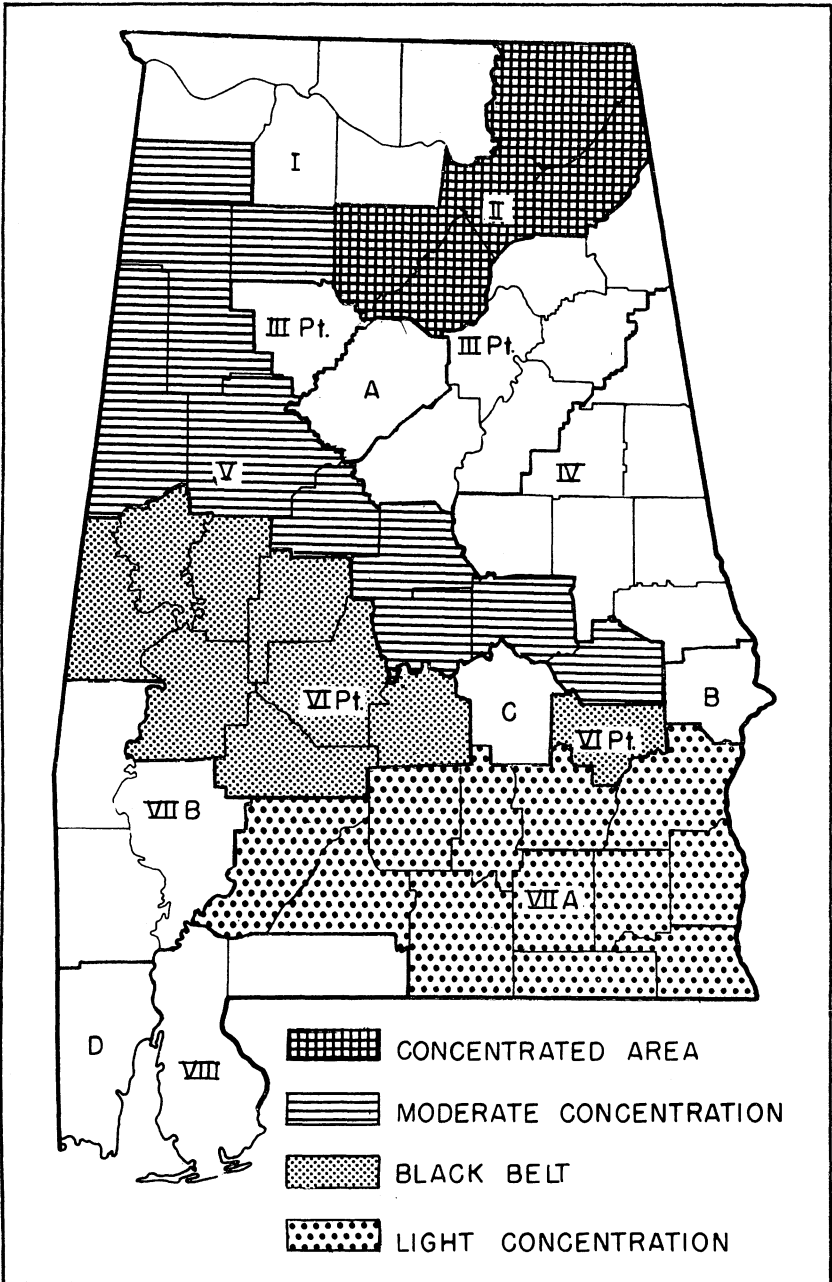 I
II
III Pt.
III Pt.
A
IV
V
VI Pt.
C
B
VI Pt.
VII B
VII A
D
VIII
CONCENTRATED AREA
MODERATE CONCENTRATION
BLACK BELT
LIGHT CONCENTRATION